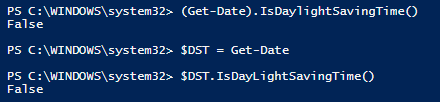 PS C:\WINDOWS\system32> (Get-Date).IsDaylightSavingTime()
False
PS C:\WINDOWS\system32> $DST = Get-Date
PS C:\WINDOWS\system32> $DST.IsDayLightSavingTime()
False